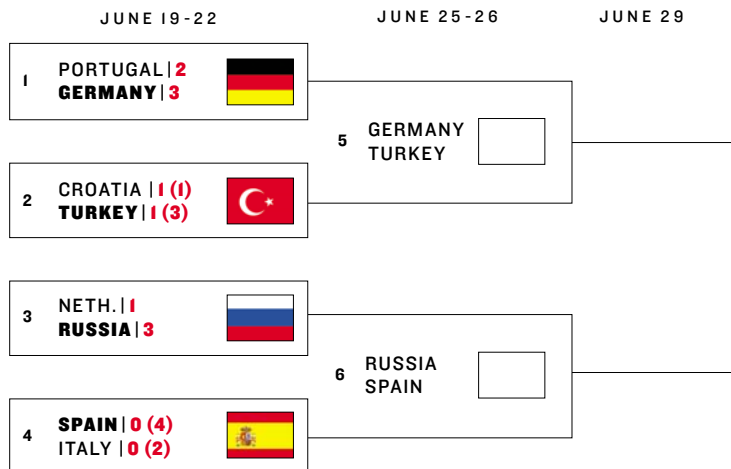 JUNE 19-22
JUNE 25-26
JUNE 29
1
PORTUGAL | 2
GERMANY | 3
2
CROATIA | 1 (1)
TURKEY | 1 (3)
5
GERMANY
TURKEY
3
NETH. | 1
RUSSIA | 3
4
SPAIN | 0 (4)
ITALY | 0 (2)
6
RUSSIA
SPAIN